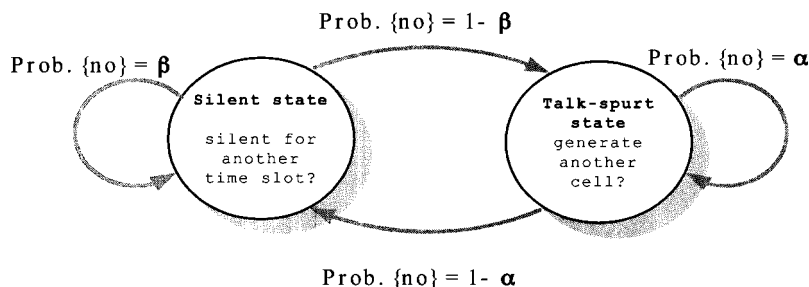 Prob. {no} = 1- β
Prob. {no} = β
Prob. {no} = α
Silent state
silent for
another
time slot?
Talk-spurt
state
generate
another
cell?
Prob. {no} = 1- α